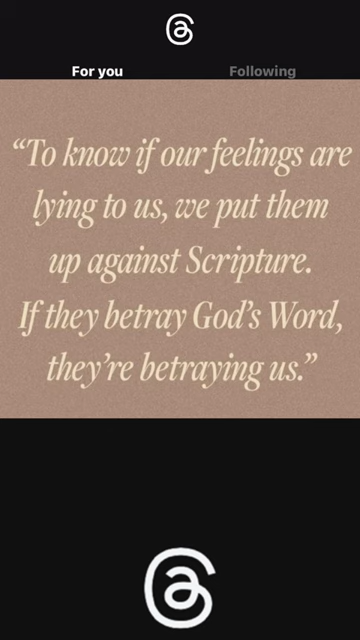 For you
Following
“To know if our feelings are
lying to us, we put them
up against Scripture.
If they betray God’s Word,
they’re betraying us.”